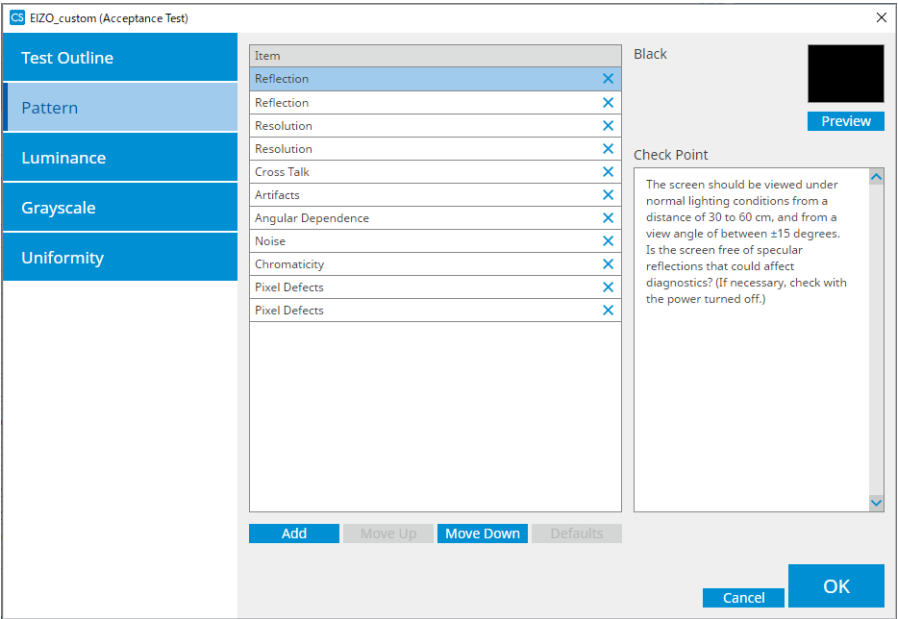 CS EIZO_custom (Acceptance Test)
Test Outline
Pattern
Luminance
Grayscale
Uniformity
Item
Reflection
Reflection
Resolution
Resolution
Cross Talk
Artifacts
Angular Dependence
Noise
Chromaticity
Pixel Defects
Pixel Defects
Add
Move Up
Move Down
Defaults
Black
Preview
Check Point
The screen should be viewed under
normal lighting conditions from a
distance of 30 to 60 cm, and from a
view angle of between ±15 degrees.
Is the screen free of specular
reflections that could affect
diagnostics? (If necessary, check with
the power turned off.)
Cancel
OK